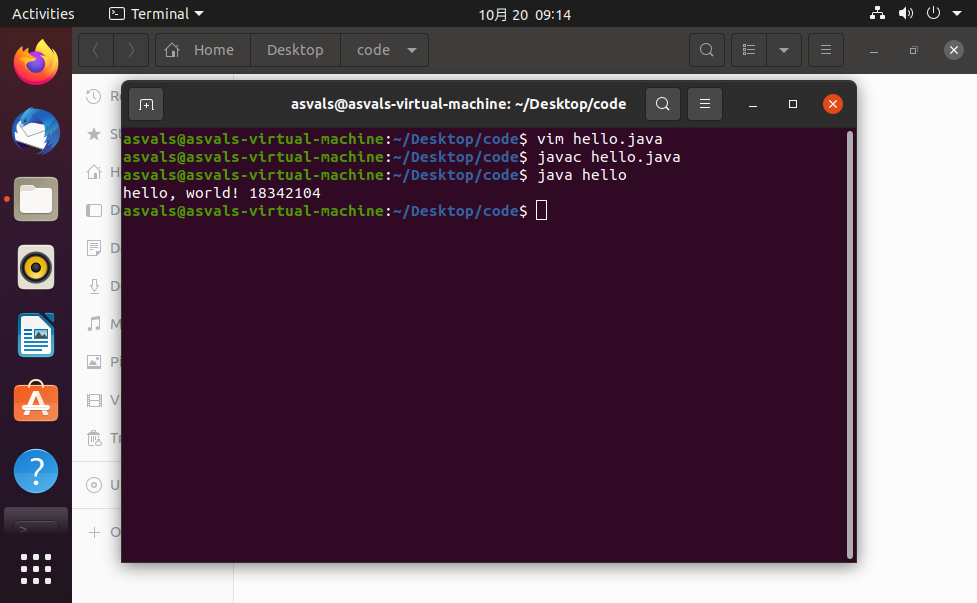 Activities Terminal 10月 20 09:14
Home Desktop code
asvals@asvals-virtual-machine: ~/Desktop/code
asvals@asvals-virtual-machine:~/Desktop/code$ vim hello.java
asvals@asvals-virtual-machine:~/Desktop/code$ javac hello.java
asvals@asvals-virtual-machine:~/Desktop/code$ java hello
hello, world! 18342104
asvals@asvals-virtual-machine:~/Desktop/code$